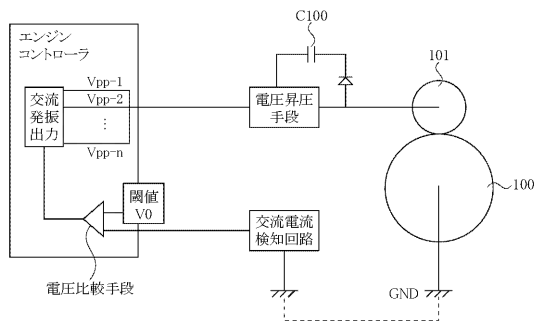 C100
エンジン
コントローラ
Vpp-1
Vpp-2
⋮
Vpp-n
交流
発振
出力
電圧昇圧
手段
101
100
閾値
V0
交流電流
検知回路
電圧比較手段
GND